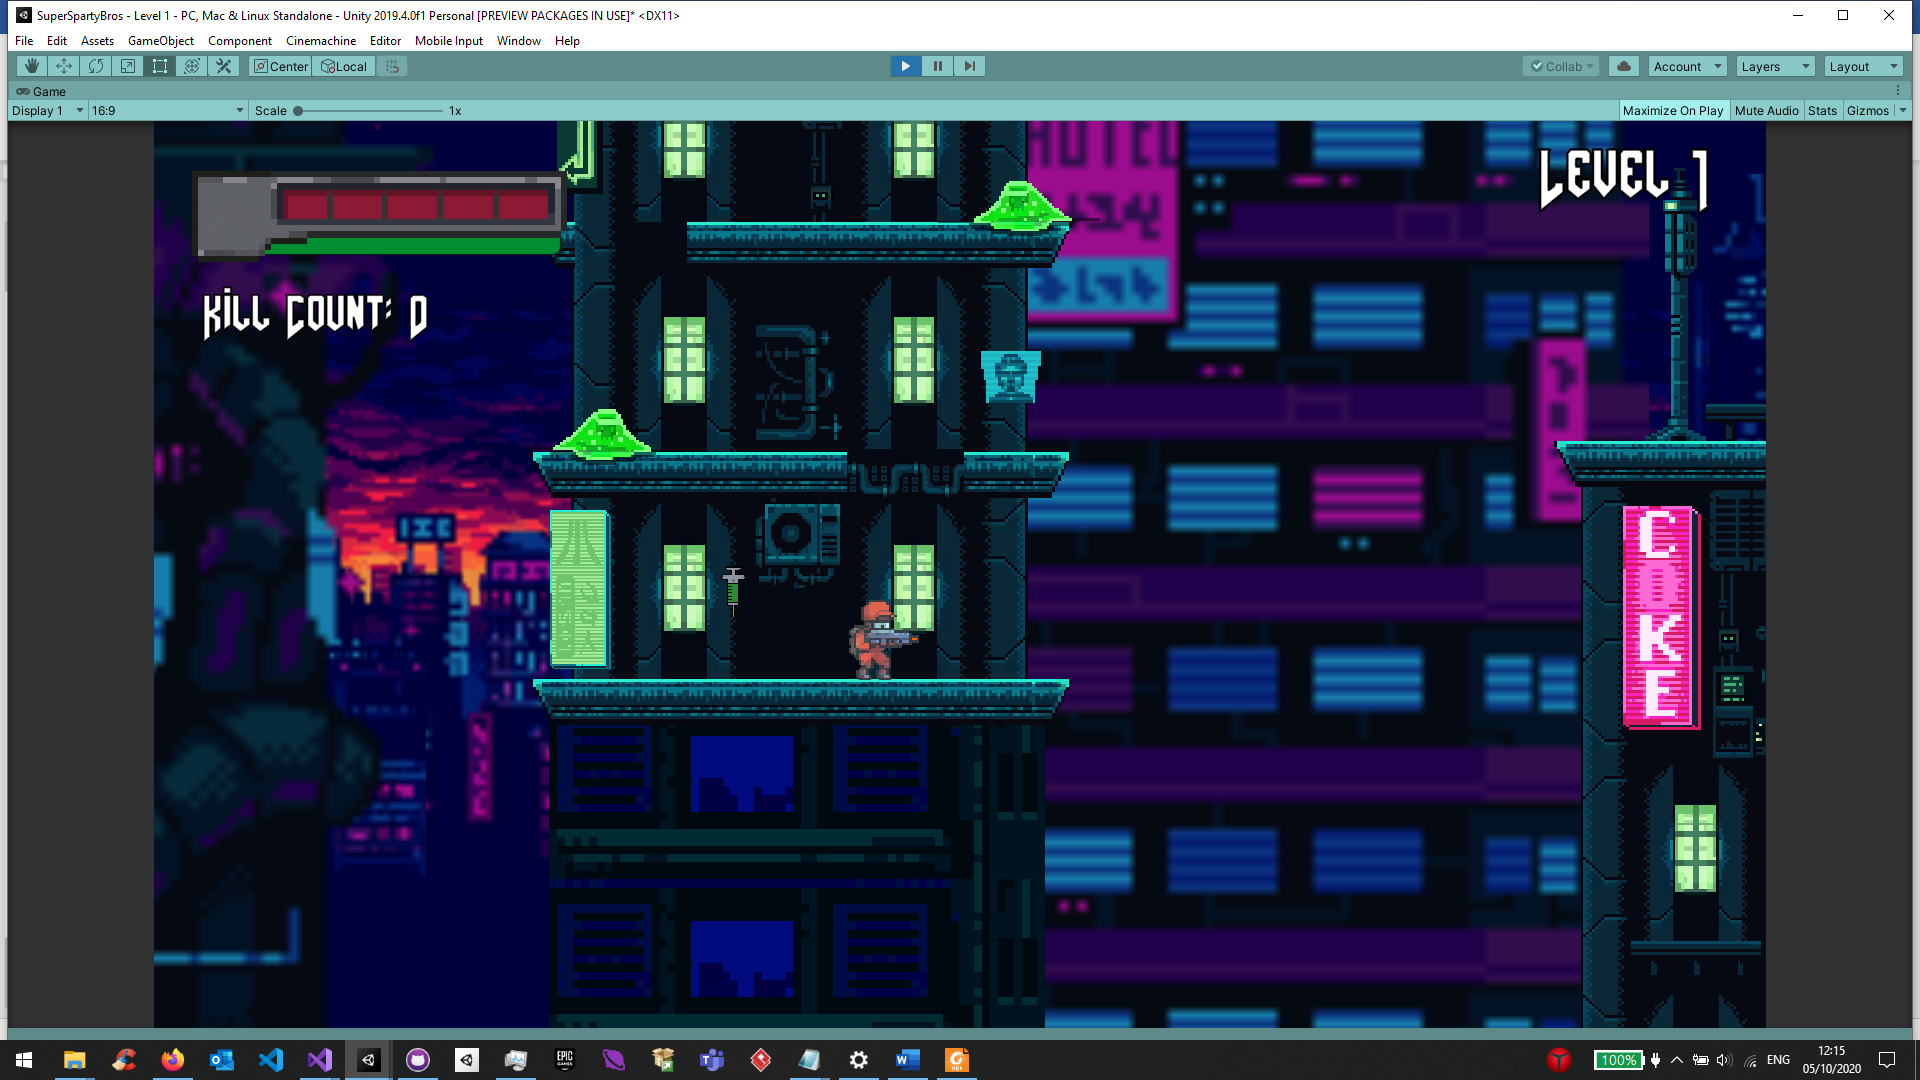 SuperSpartyBros - Level 1 - PC, Mac & Linux Standalone - Unity 2019.4.0f1 Personal [PREVIEW PACKAGES IN USE]* <DX11>
File Edit Assets GameObject Component Cinemachine Editor Mobile Input Window Help
Center Local Collab Account Layers Layout
Game
Display 1 16:9 Scale 1x Maximize On Play Mute Audio Stats Gizmos
LEVEL 1
KILL COUNT: 0
COKE
EPIC GAMES
100% ENG
12:15
05/10/2020